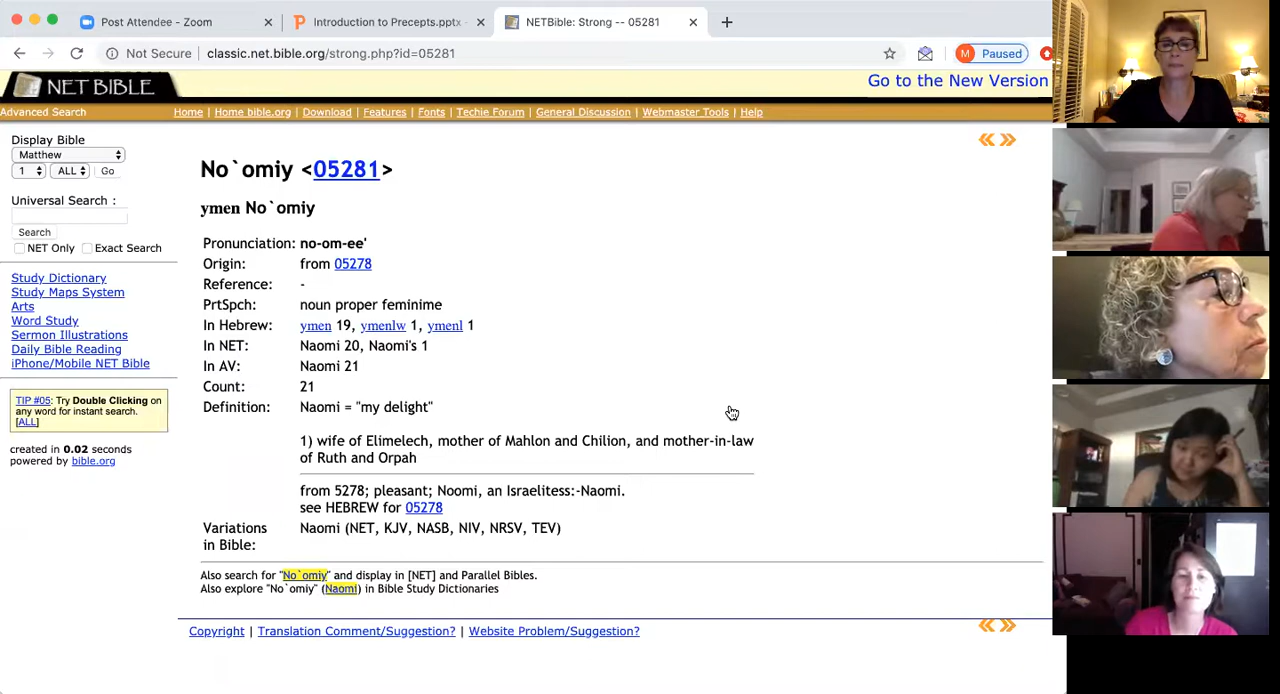 Post Attendee - Zoom
Introduction to Precepts.pptx -
NETBible: Strong -- 05281
Not Secure
classic.net.bible.org/strong.php?id=05281
M Paused
NET BIBLE
Go to the New Version
Advanced Search
Home | Home bible.org | Download | Features | Fonts | Techie Forum | General Discussion | Webmaster Tools | Help
Display Bible
Matthew
1 ALL Go
Universal Search :
Search
NET Only Exact Search
Study Dictionary
Study Maps System
Arts
Word Study
Sermon Illustrations
Daily Bible Reading
iPhone/Mobile NET Bible
TIP #05: Try Double Clicking on
any word for instant search.
[ALL]
created in 0.02 seconds
powered by bible.org
No`omiy <05281>
ymen No`omiy
Pronunciation: no-om-ee'
Origin: from 05278
Reference: -
PrtSpch: noun proper feminime
In Hebrew: ymen 19, ymenlw 1, ymenl 1
In NET: Naomi 20, Naomi's 1
In AV: Naomi 21
Count: 21
Definition: Naomi = "my delight"
1) wife of Elimelech, mother of Mahlon and Chilion, and mother-in-law
of Ruth and Orpah
from 5278; pleasant; Noomi, an Israelitess:-Naomi.
see HEBREW for 05278
Variations Naomi (NET, KJV, NASB, NIV, NRSV, TEV)
in Bible:
Also search for "No`omiy" and display in [NET] and Parallel Bibles.
Also explore "No`omiy" (Naomi) in Bible Study Dictionaries
Copyright | Translation Comment/Suggestion? | Website Problem/Suggestion?